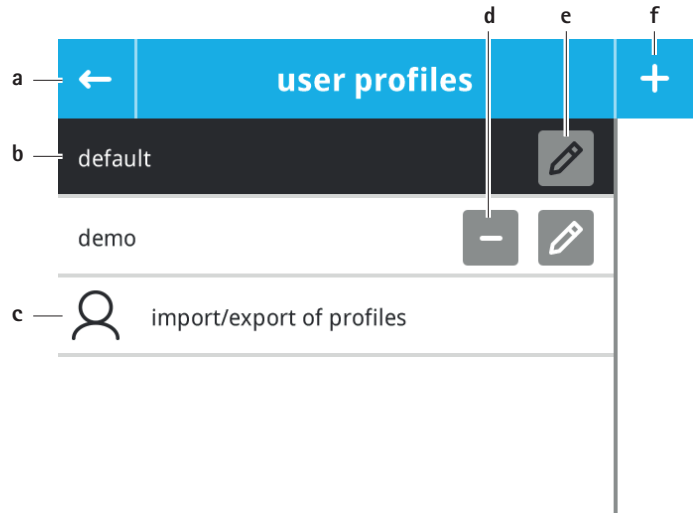 d e f
a user profiles
b default
demo
c import/export of profiles